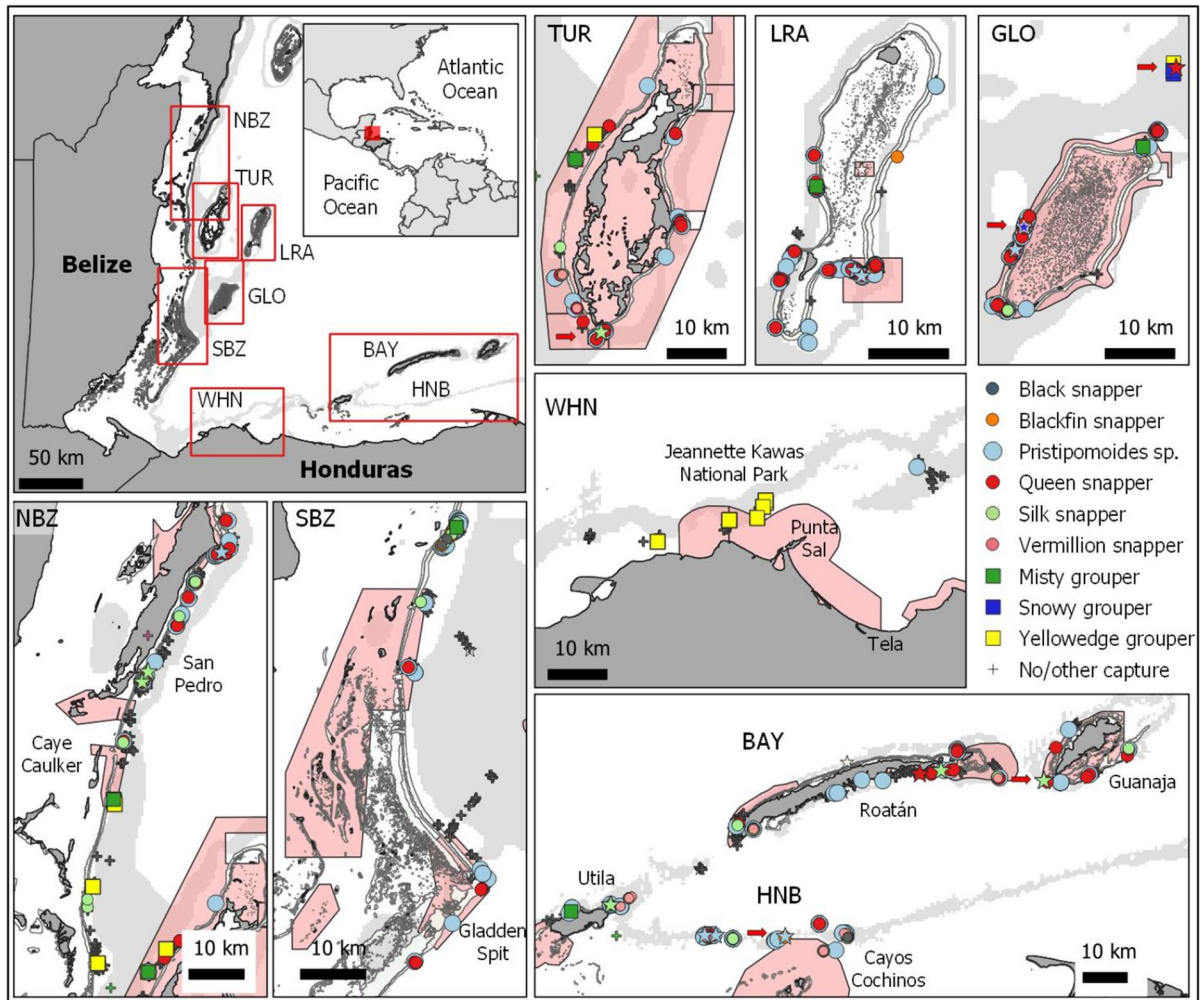 NBZ
TUR
LRA
GLO
SBZ
BAY
HNB
WHN
Belize
Honduras
50 km
Atlantic
Ocean
Pacific
Ocean
TUR
10 km
LRA
10 km
GLO
10 km
WHN
Jeannette Kawas
National Park
Punta
Sal
Tela
10 km
Black snapper
Blackfin snapper
Pristipomoides sp.
Queen snapper
Silk snapper
Vermillion snapper
Misty grouper
Snowy grouper
Yellowedge grouper
No/other capture
NBZ
San
Pedro
Caye
Caulker
10 km
SBZ
Gladden
Spit
10 km
BAY
Roatán
Guanaja
Utila
HNB
Cayos
Cochinos
10 km